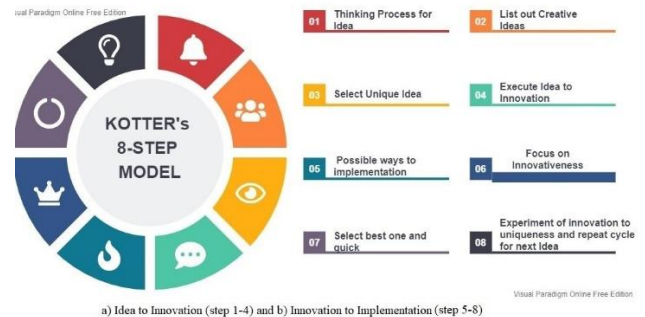 isual Paradigm Online Free Edition
KOTTER's
8-STEP
MODEL
01
Thinking Process for
Idea
02
List out Creative
Ideas
03
Select Unique Idea
04
Execute Idea to
Innovation
05
Possible ways to
implementation
06
Focus on
Innovativeness
07
Select best one and
quick
08
Experiment of innovation to
uniqueness and repeat cycle
for next Idea
Visual Paradigm Online Free Edition
a) Idea to Innovation (step 1-4) and b) Innovation to Implementation (step 5-8)